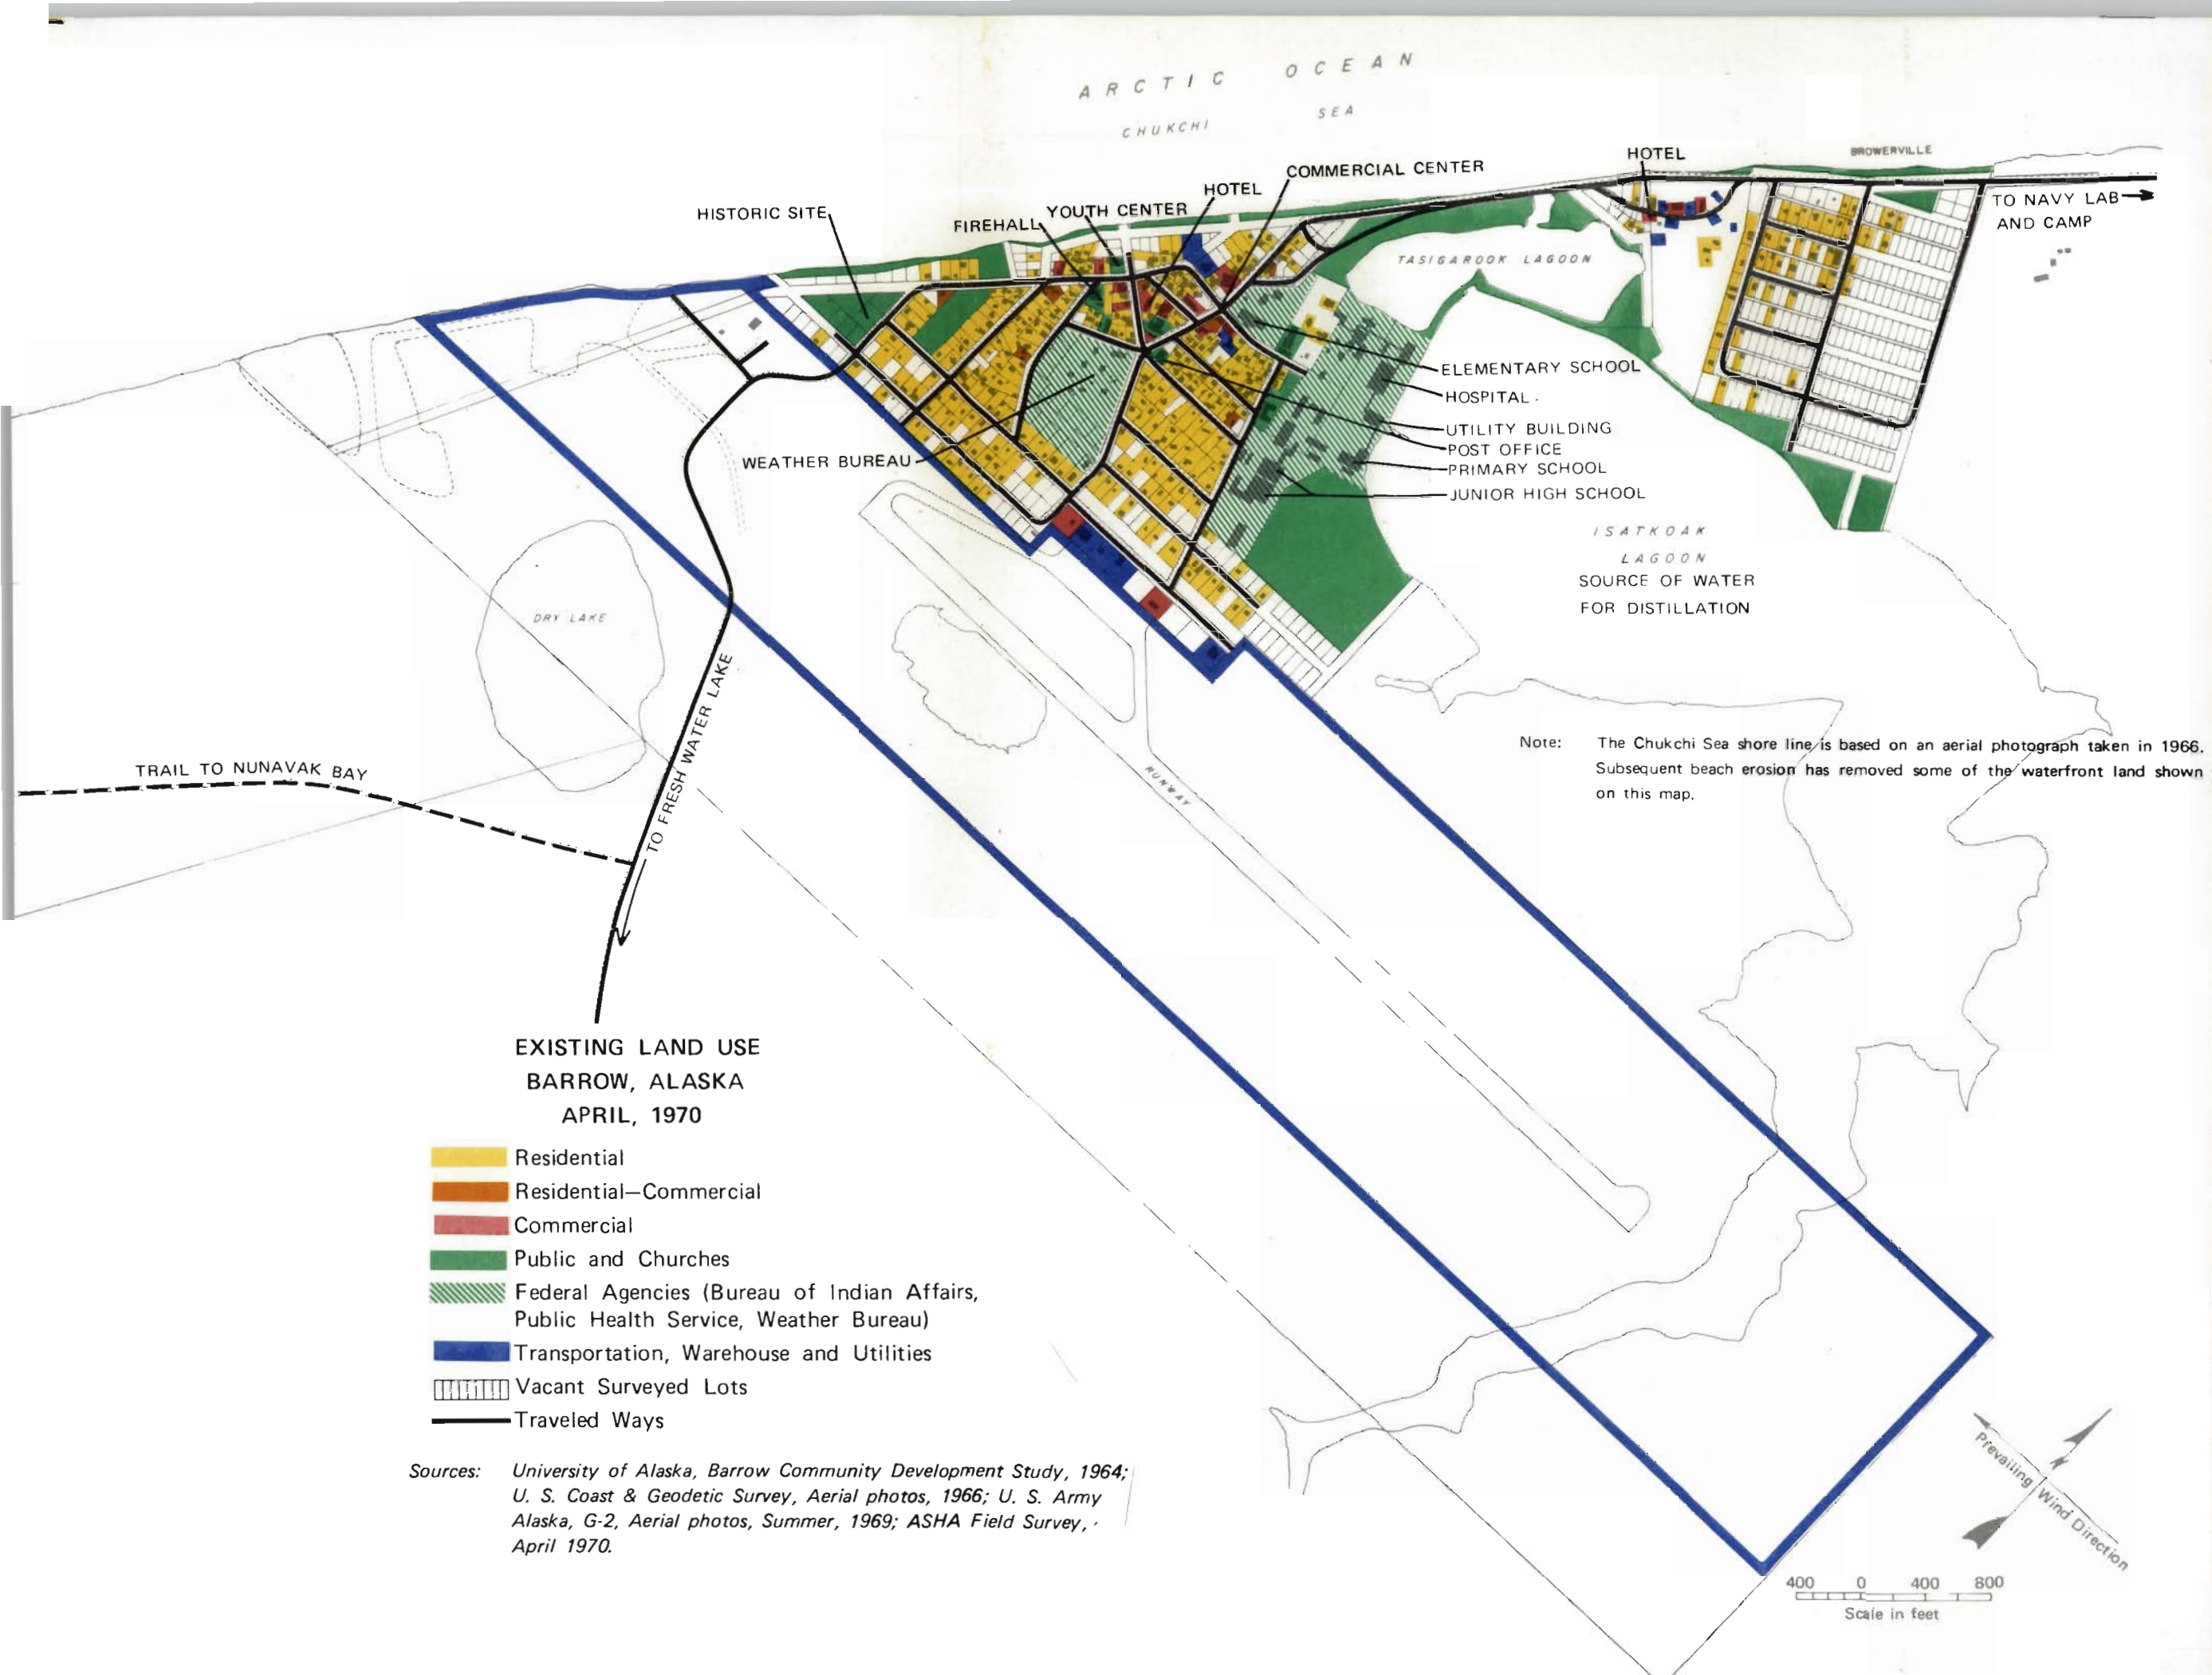 ARCTIC OCEAN
CHUKCHI SEA
HOTEL
BROWERVILLE
COMMERCIAL CENTER
HOTEL
TO NAVY LAB
AND CAMP
HISTORIC SITE
YOUTH CENTER
FIREHALL
TASIGAROOK LAGOON
ELEMENTARY SCHOOL
HOSPITAL
UTILITY BUILDING
POST OFFICE
WEATHER BUREAU
PRIMARY SCHOOL
JUNIOR HIGH SCHOOL
ISATKOAK
LAGOON
SOURCE OF WATER
FOR DISTILLATION
DRY LAKE
TO FRESH WATER LAKE
TRAIL TO NUNAVAK BAY
RUNWAY
Note: The Chukchi Sea shore line is based on an aerial photograph taken in 1966.
Subsequent beach erosion has removed some of the waterfront land shown
on this map.
EXISTING LAND USE
BARROW, ALASKA
APRIL, 1970
Residential
Residential—Commercial
Commercial
Public and Churches
Federal Agencies (Bureau of Indian Affairs,
Public Health Service, Weather Bureau)
Transportation, Warehouse and Utilities
Vacant Surveyed Lots
Traveled Ways
Sources: University of Alaska, Barrow Community Development Study, 1964;
U. S. Coast & Geodetic Survey, Aerial photos, 1966; U. S. Army
Alaska, G-2, Aerial photos, Summer, 1969; ASHA Field Survey,
April 1970.
Prevailing Wind Direction
400 0 400 800
Scale in feet